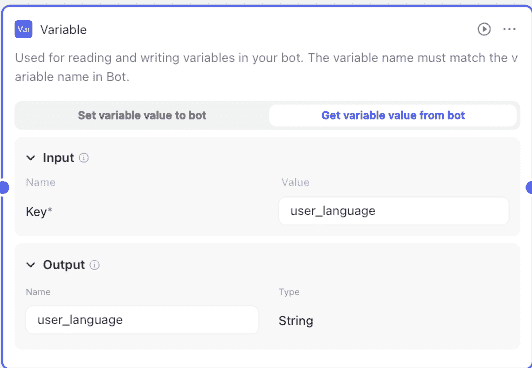 Var Variable
Used for reading and writing variables in your bot. The variable name must match the v
ariable name in Bot.
Set variable value to bot Get variable value from bot
Input
Name Value
Key* user_language
Output
Name Type
user_language String